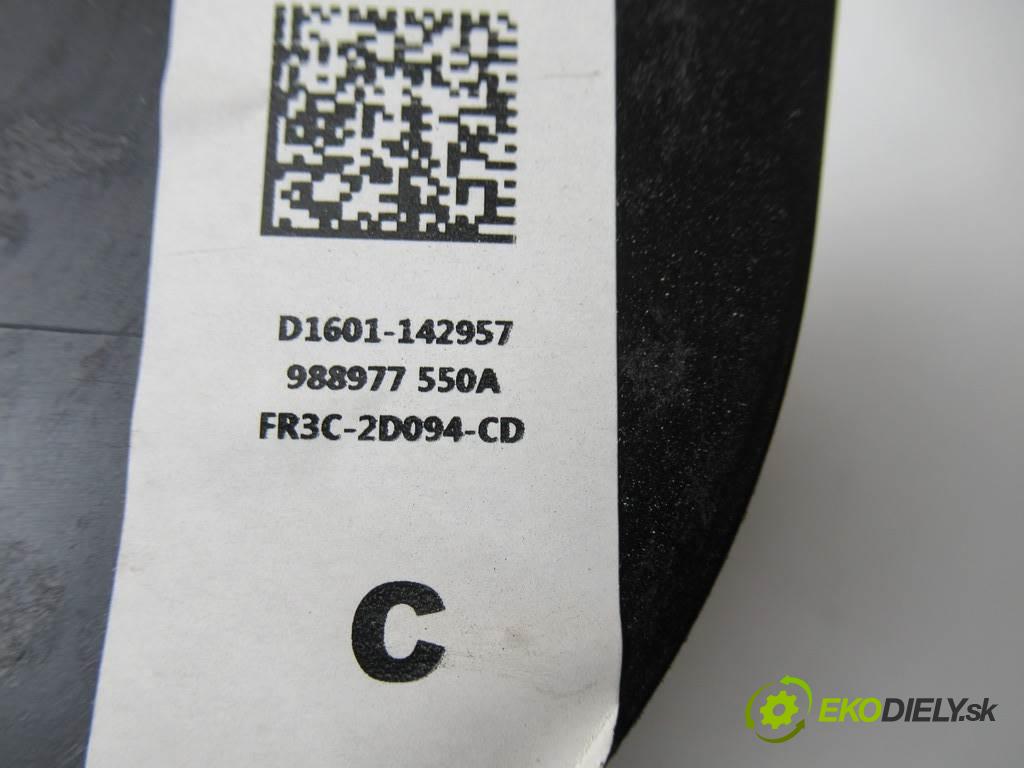 D1601-142957
988977 550A
FR3C-2D094-CD
C
EKODIELY.sk